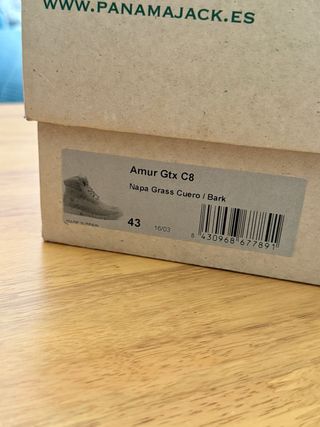 WWW.PANAMAJACK.ES
Amur Gtx C8
Napa Grass Cuero / Bark
43
16/03
8 430968 677891